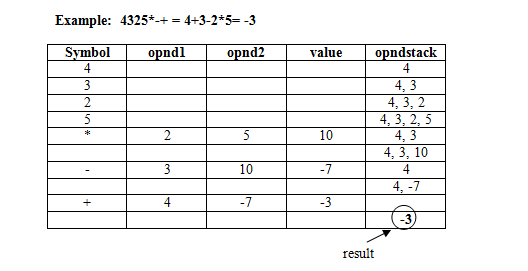 Example: 4325*-+ = 4+3-2*5= -3
Symbol opnd1 opnd2 value opndstack
4 4
3 4, 3
2 4, 3, 2
5 4, 3, 2, 5
* 2 5 10 4, 3
4, 3, 10
- 3 10 -7 4
4, -7
+ 4 -7 -3
-3
result